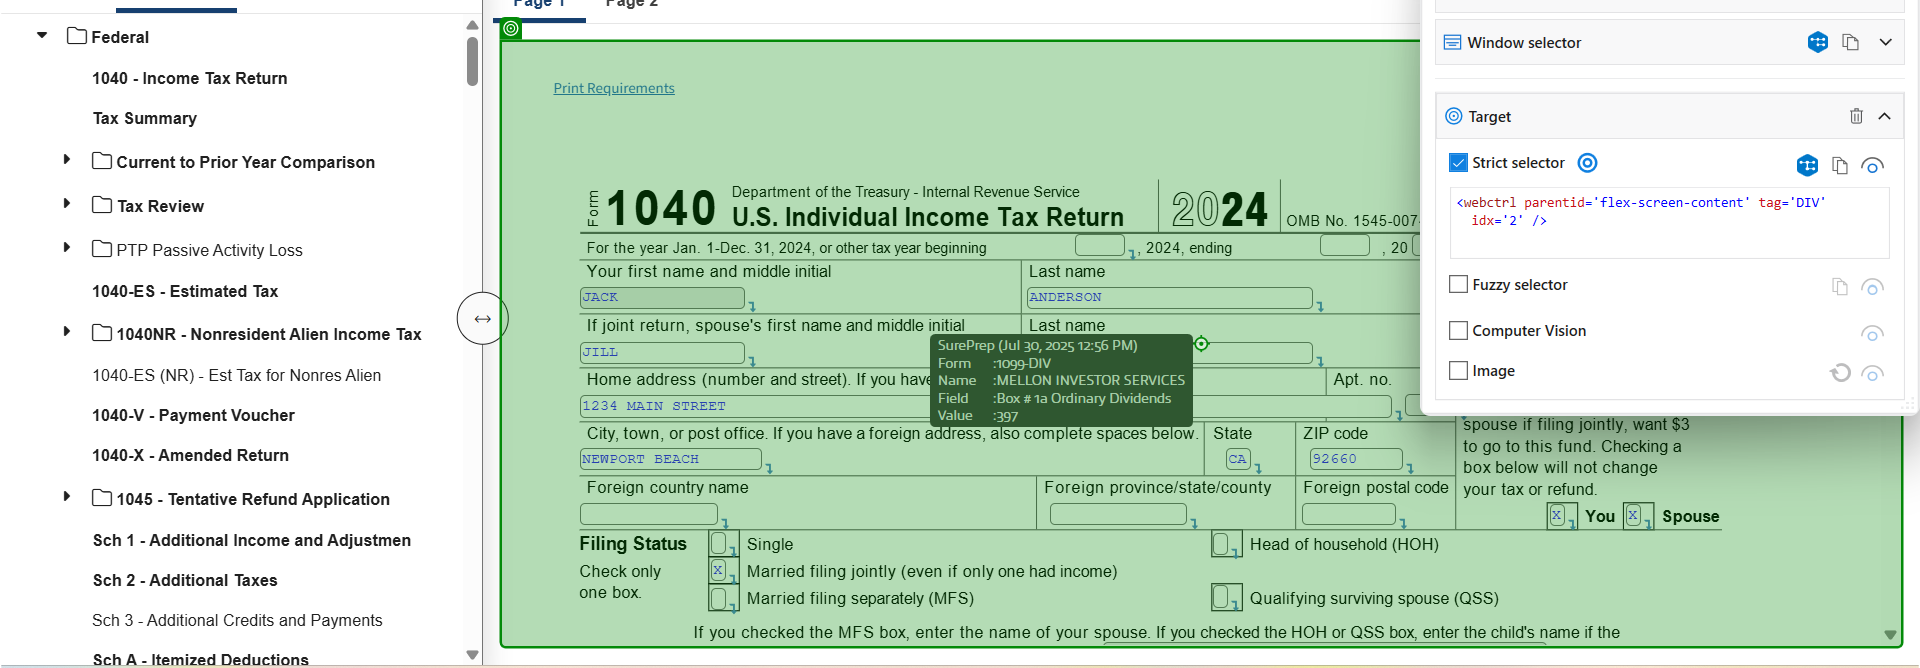 Page 1
Page 2
Federal
1040 - Income Tax Return
Tax Summary
Current to Prior Year Comparison
Tax Review
PTP Passive Activity Loss
1040-ES - Estimated Tax
1040NR - Nonresident Alien Income Tax
1040-ES (NR) - Est Tax for Nonres Alien
1040-V - Payment Voucher
1040-X - Amended Return
1045 - Tentative Refund Application
Sch 1 - Additional Income and Adjustmen
Sch 2 - Additional Taxes
Sch 3 - Additional Credits and Payments
Sch A - Itemized Deductions
Print Requirements
Form 1040
Department of the Treasury - Internal Revenue Service
U.S. Individual Income Tax Return
2024
OMB No. 1545-007
For the year Jan. 1-Dec. 31, 2024, or other tax year beginning , 2024, ending , 20
Your first name and middle initial Last name
JACK ANDERSON
If joint return, spouse's first name and middle initial Last name
JILL
SurePrep (Jul 30, 2025 12:56 PM)
Form :1099-DIV
Name :MELLON INVESTOR SERVICES
Field :Box # 1a Ordinary Dividends
Value :397
Home address (number and street). If you have Apt. no.
1234 MAIN STREET
City, town, or post office. If you have a foreign address, also complete spaces below. State ZIP code
NEWPORT BEACH CA 92660
Foreign country name Foreign province/state/county Foreign postal code
spouse if filing jointly, want $3
to go to this fund. Checking a
box below will not change
your tax or refund.
X You X Spouse
Filing Status Single Head of household (HOH)
Check only
one box.
X Married filing jointly (even if only one had income)
Married filing separately (MFS) Qualifying surviving spouse (QSS)
If you checked the MFS box, enter the name of your spouse. If you checked the HOH or QSS box, enter the child's name if the
Window selector
Target
Strict selector
<webctrl parentid='flex-screen-content' tag='DIV'
idx='2' />
Fuzzy selector
Computer Vision
Image